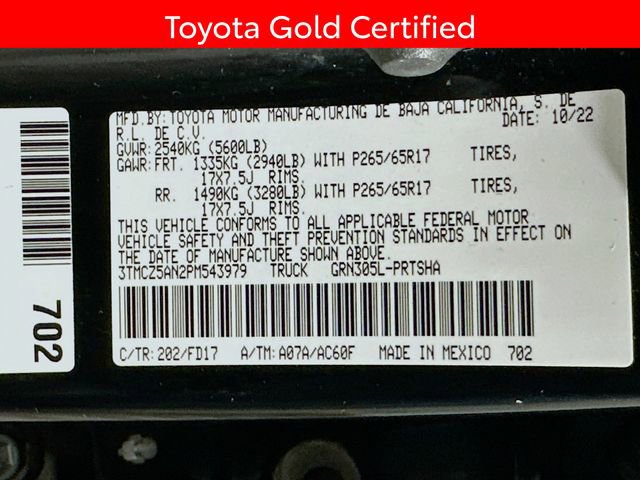 Toyota Gold Certified
MFD.BY:TOYOTA MOTOR MANUFACTURING DE BAJA CALIFORNIA, S. DE
R.L. DE C.V. DATE: 10/22
GVWR:2540KG (5600LB)
GAWR:FRT. 1335KG (2940LB) WITH P265/65R17 TIRES,
17X7.5J RIMS.
RR. 1490KG (3280LB) WITH P265/65R17 TIRES,
17X7.5J RIMS.
THIS VEHICLE CONFORMS TO ALL APPLICABLE FEDERAL MOTOR
VEHICLE SAFETY AND THEFT PREVENTION STANDARDS IN EFFECT ON
THE DATE OF MANUFACTURE SHOWN ABOVE.
3TMCZ5AN2PM543979 TRUCK GRN305L-PRTSHA
C/TR:202/FD17 A/TM:A07A/AC60F MADE IN MEXICO 702
702